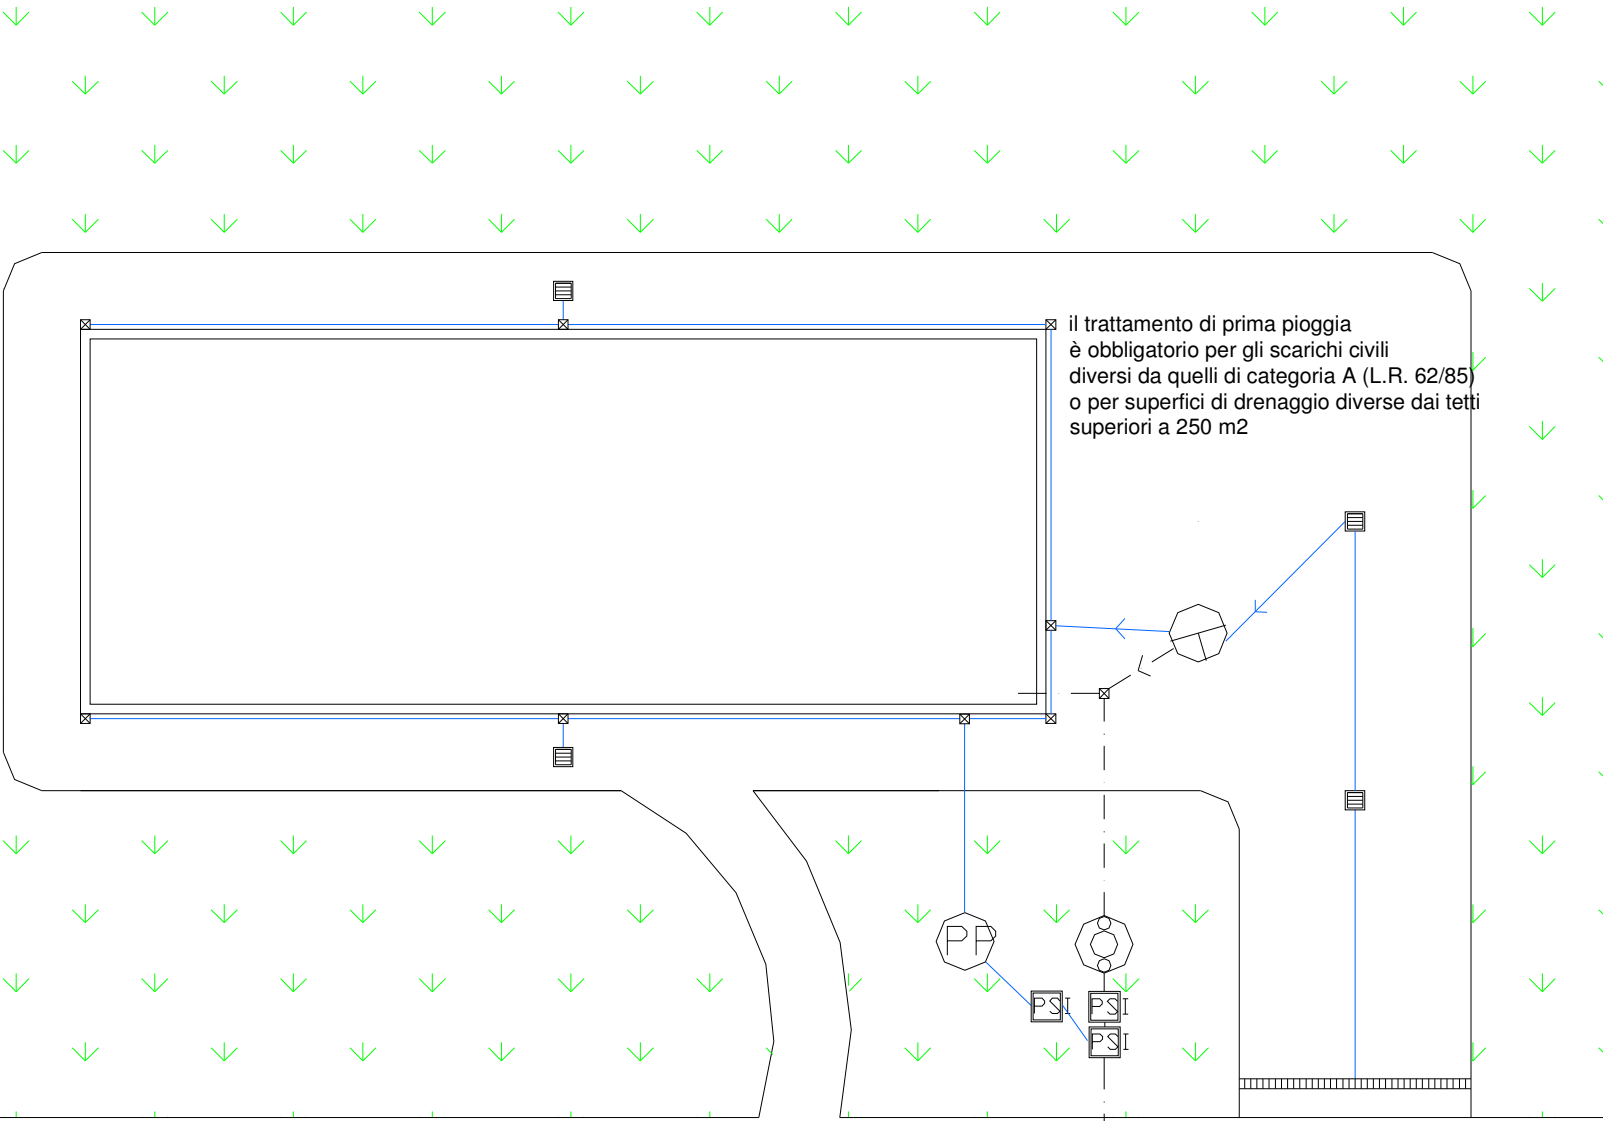 il trattamento di prima pioggia
è obbligatorio per gli scarichi civili
diversi da quelli di categoria A (L.R. 62/85)
o per superfici di drenaggio diverse dai tetti
superiori a 250 m2
PP
PSI PSI
PSI